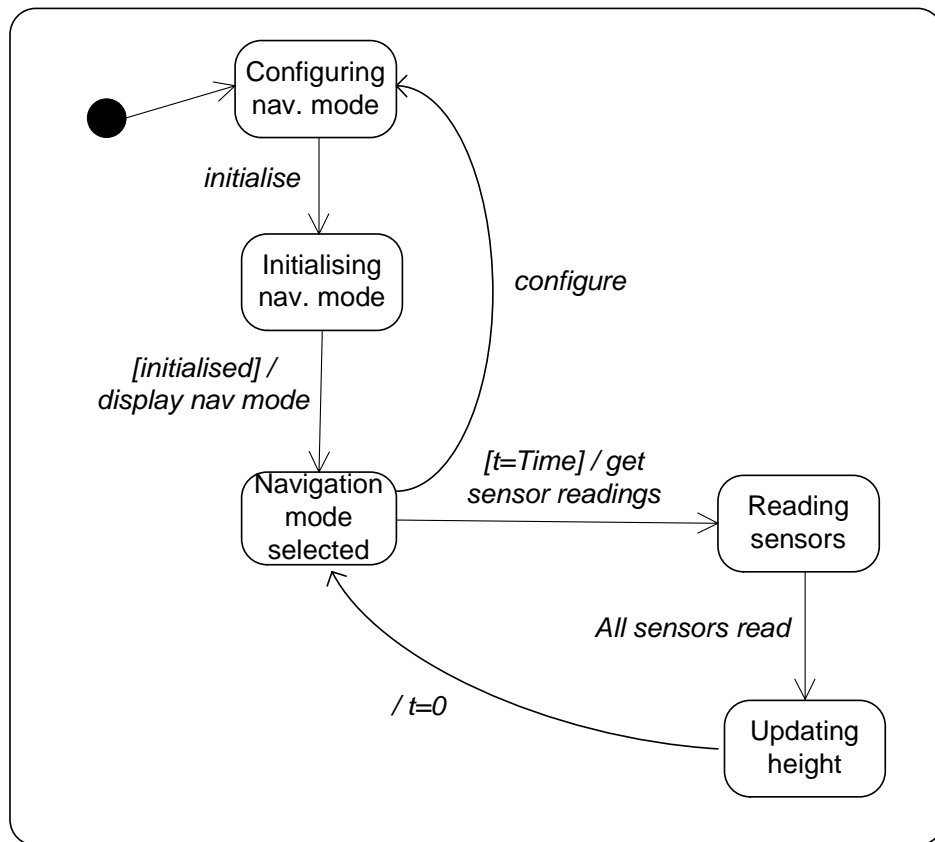 Configuring
nav. mode
initialise
Initialising
nav. mode
configure
[initialised] /
display nav mode
[t=Time] / get
sensor readings
Navigation
mode
selected
Reading
sensors
All sensors read
/ t=0
Updating
height